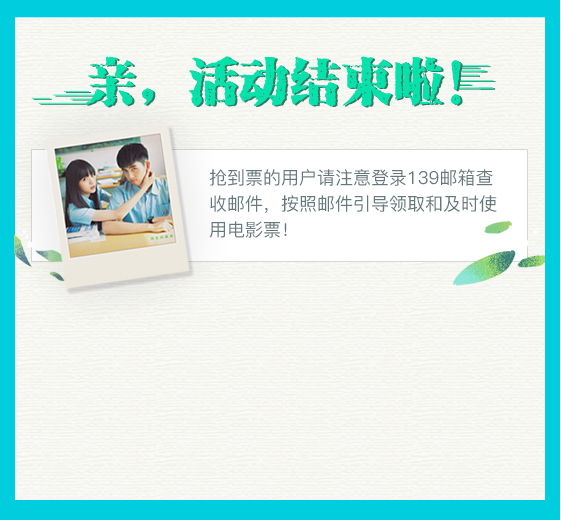 亲，活动结束啦！
抢到票的用户请注意登录139邮箱查
收邮件，按照邮件引导领取和及时使
用电影票！